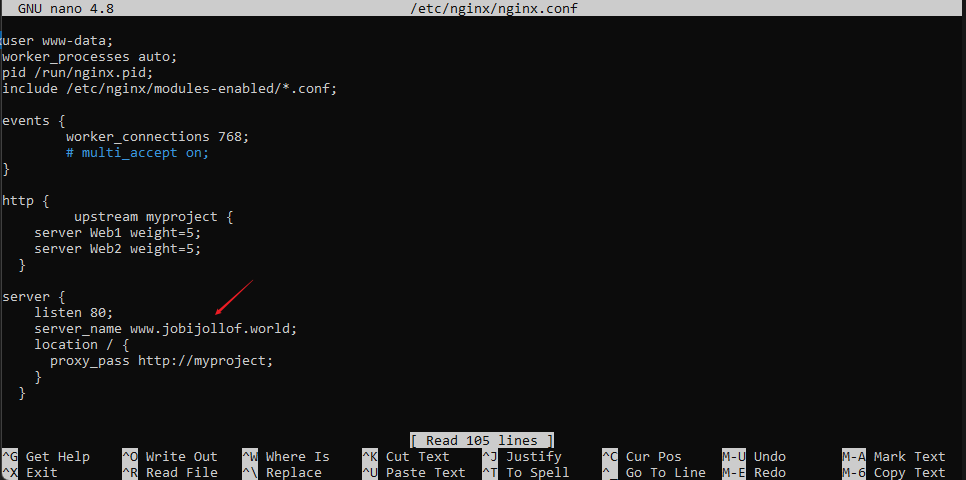 GNU nano 4.8 /etc/nginx/nginx.conf
user www-data;
worker_processes auto;
pid /run/nginx.pid;
include /etc/nginx/modules-enabled/*.conf;
events {
worker_connections 768;
# multi_accept on;
}
http {
upstream myproject {
server Web1 weight=5;
server Web2 weight=5;
}
server {
listen 80;
server_name www.jobijollof.world;
location / {
proxy_pass http://myproject;
}
}
[ Read 105 lines ]
^G Get Help ^O Write Out ^W Where Is ^K Cut Text ^J Justify ^C Cur Pos M-U Undo M-A Mark Text
^X Exit ^R Read File ^\ Replace ^U Paste Text ^T To Spell ^_ Go To Line M-E Redo M-6 Copy Text